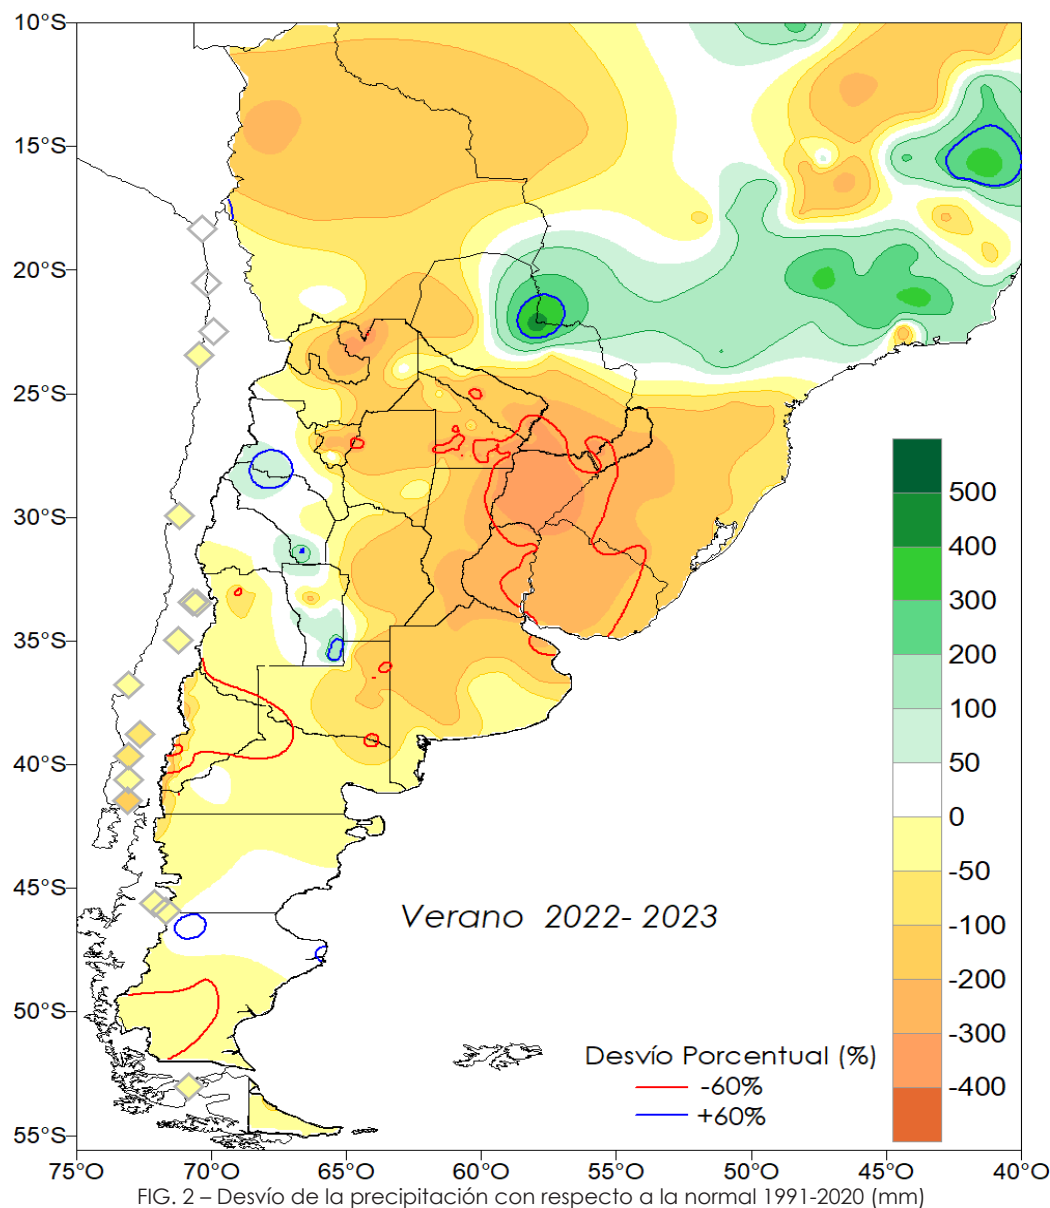 10°S
15°S
20°S
25°S
30°S
35°S
40°S
45°S
50°S
55°S
500
400
300
200
100
50
0
-50
-100
-200
-300
-400
Verano 2022- 2023
Desvío Porcentual (%)
-60%
+60%
75°O 70°O 65°O 60°O 55°O 50°O 45°O 40°O
FIG. 2 – Desvío de la precipitación con respecto a la normal 1991-2020 (mm)